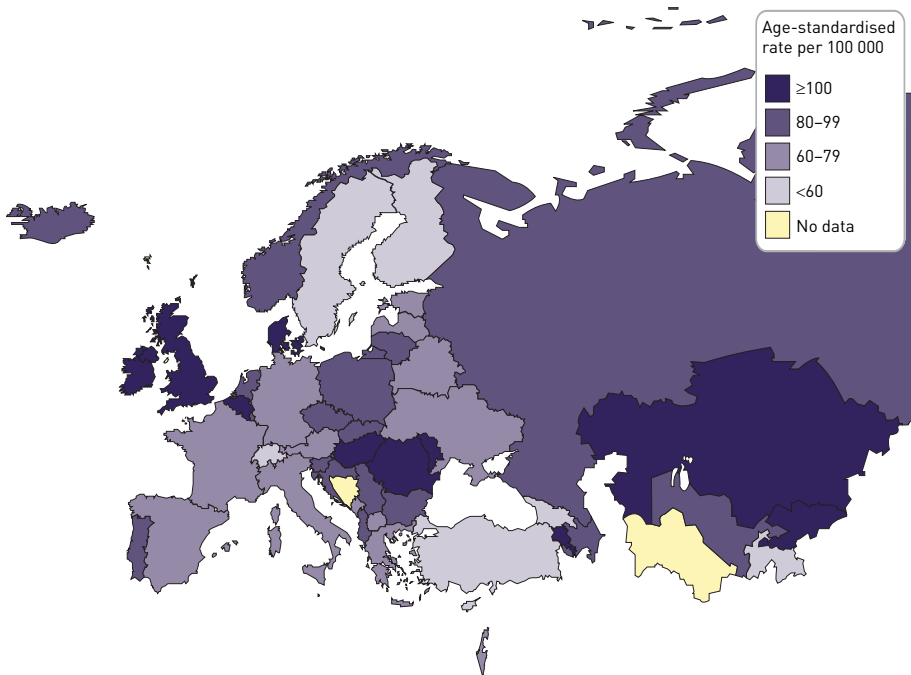 Age-standardised
rate per 100 000
≥100
80–99
60–79
<60
No data